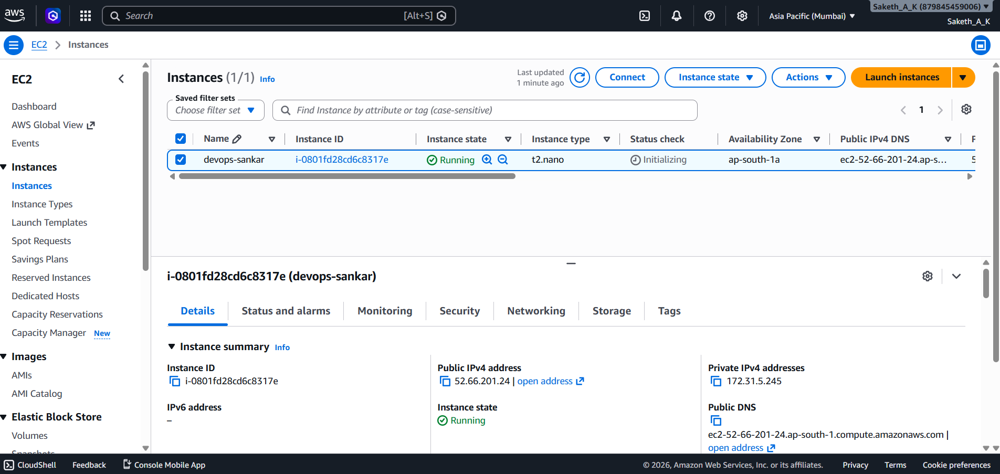 aws
Search [Alt+S]
Asia Pacific (Mumbai)
Saketh_A_K (879845459006)
Saketh_A_K
EC2 Instances
EC2
Dashboard
AWS Global View
Events
Instances
Instances
Instance Types
Launch Templates
Spot Requests
Savings Plans
Reserved Instances
Dedicated Hosts
Capacity Reservations
Capacity Manager New
Images
AMIs
AMI Catalog
Elastic Block Store
Volumes
Snapshots
Instances (1/1) Info
Last updated
1 minute ago
Connect
Instance state
Actions
Launch instances
Saved filter sets
Choose filter set
Find Instance by attribute or tag (case-sensitive)
1
Name Instance ID Instance state Instance type Status check Availability Zone Public IPv4 DNS
devops-sankar i-0801fd28cd6c8317e Running t2.nano Initializing ap-south-1a ec2-52-66-201-24.ap-s… 5
i-0801fd28cd6c8317e (devops-sankar)
Details Status and alarms Monitoring Security Networking Storage Tags
Instance summary Info
Instance ID
i-0801fd28cd6c8317e
IPv6 address
–
Public IPv4 address
52.66.201.24 | open address
Instance state
Running
Private IPv4 addresses
172.31.5.245
Public DNS
ec2-52-66-201-24.ap-south-1.compute.amazonaws.com |
open address
CloudShell Feedback Console Mobile App
© 2026, Amazon Web Services, Inc. or its affiliates. Privacy Terms Cookie preferences